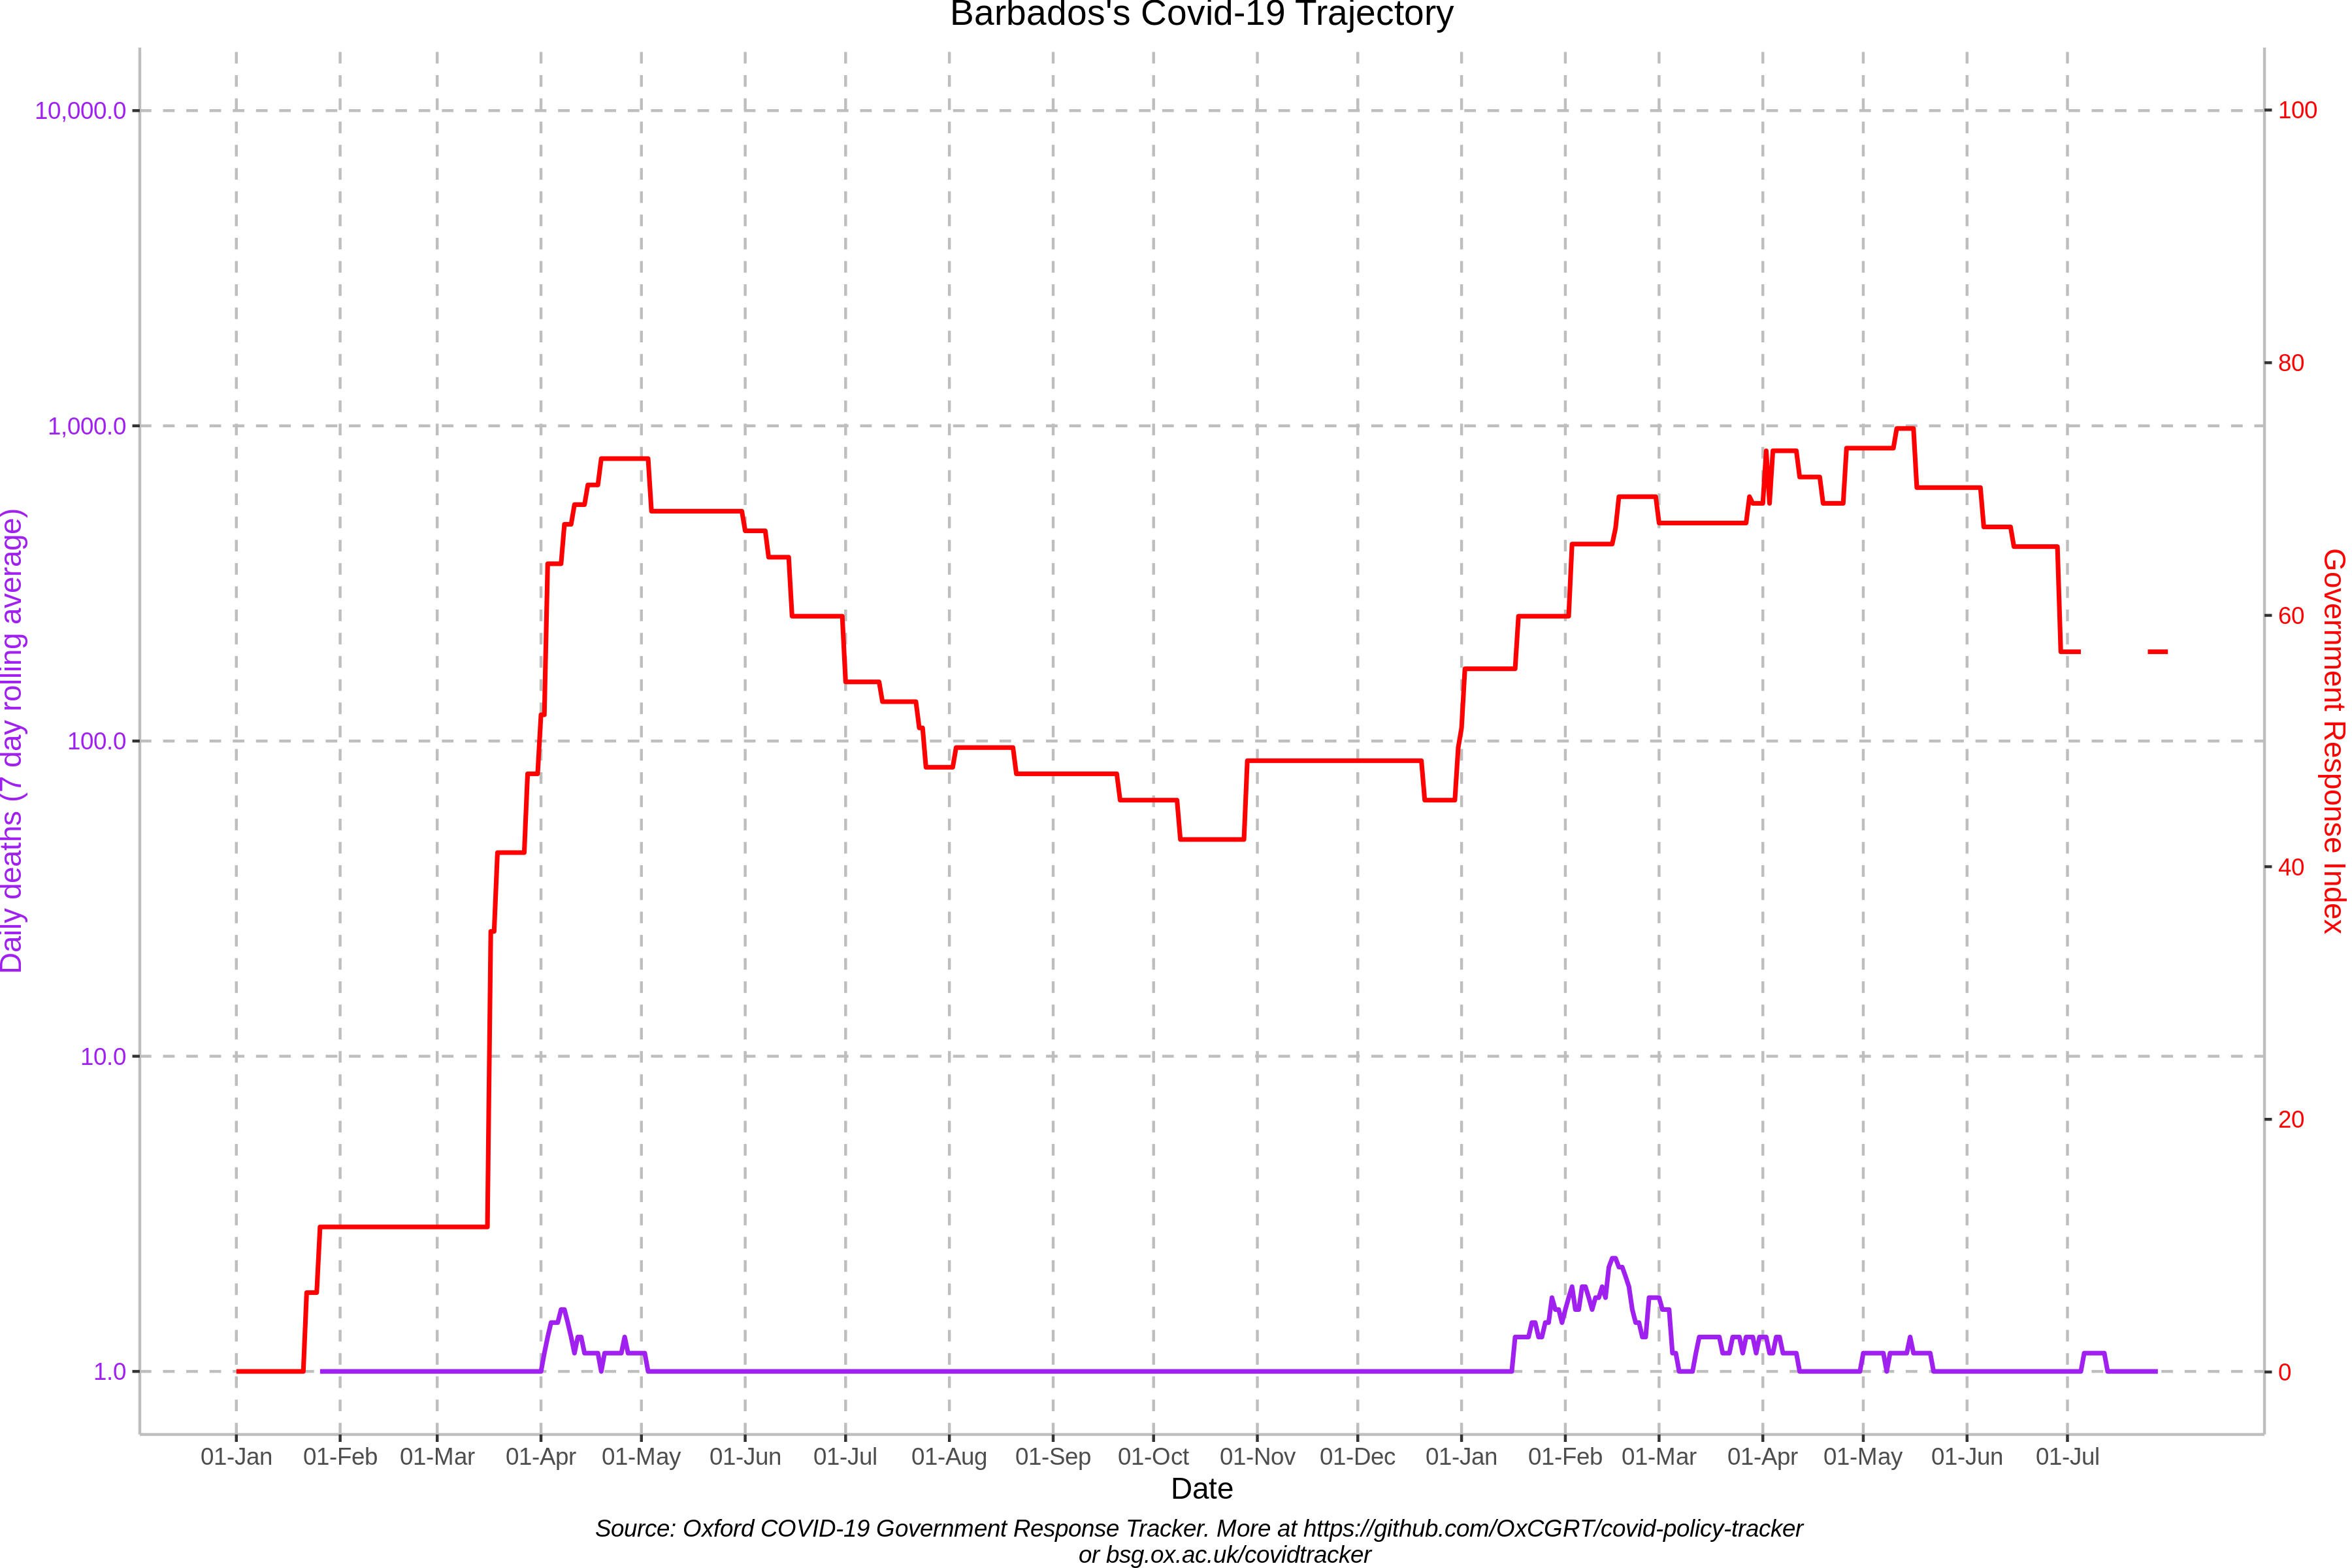 Barbados's Covid-19 Trajectory
10,000.0
1,000.0
100.0
10.0
1.0
Daily deaths (7 day rolling average)
100
80
60
40
20
0
Government Response Index
01-Jan 01-Feb 01-Mar 01-Apr 01-May 01-Jun 01-Jul 01-Aug 01-Sep 01-Oct 01-Nov 01-Dec 01-Jan 01-Feb 01-Mar 01-Apr 01-May 01-Jun 01-Jul
Date
Source: Oxford COVID-19 Government Response Tracker. More at https://github.com/OxCGRT/covid-policy-tracker
or bsg.ox.ac.uk/covidtracker